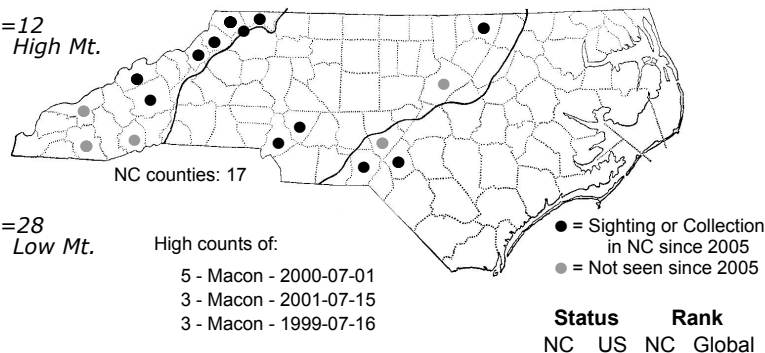 =12
High Mt.
NC counties: 17
=28
Low Mt.
High counts of:
5 - Macon - 2000-07-01
3 - Macon - 2001-07-15
3 - Macon - 1999-07-16
● = Sighting or Collection
in NC since 2005
● = Not seen since 2005
Status Rank
NC US NC Global